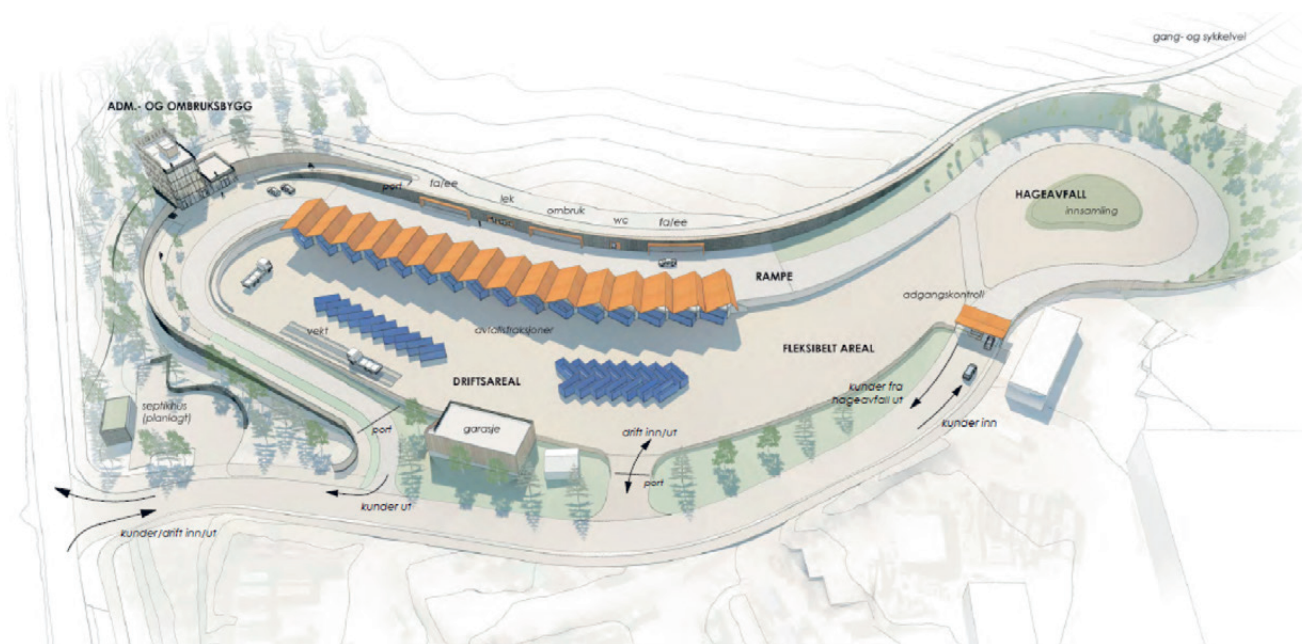 gang- og sykkelvei
ADM.- OG OMBRUKSBYGG
port
fa/ee
lek
ombruk
wc
fa/ee
HAGEAVFALL
innsamling
RAMPE
adgangskontroll
vekt
avfallsfraksjoner
FLEKSIBELT AREAL
DRIFTSAREAL
kunder fra
hageavfall ut
septikhus
(planlagt)
port
garasje
drift inn/ut
kunder inn
port
kunder ut
kunder/drift inn/ut